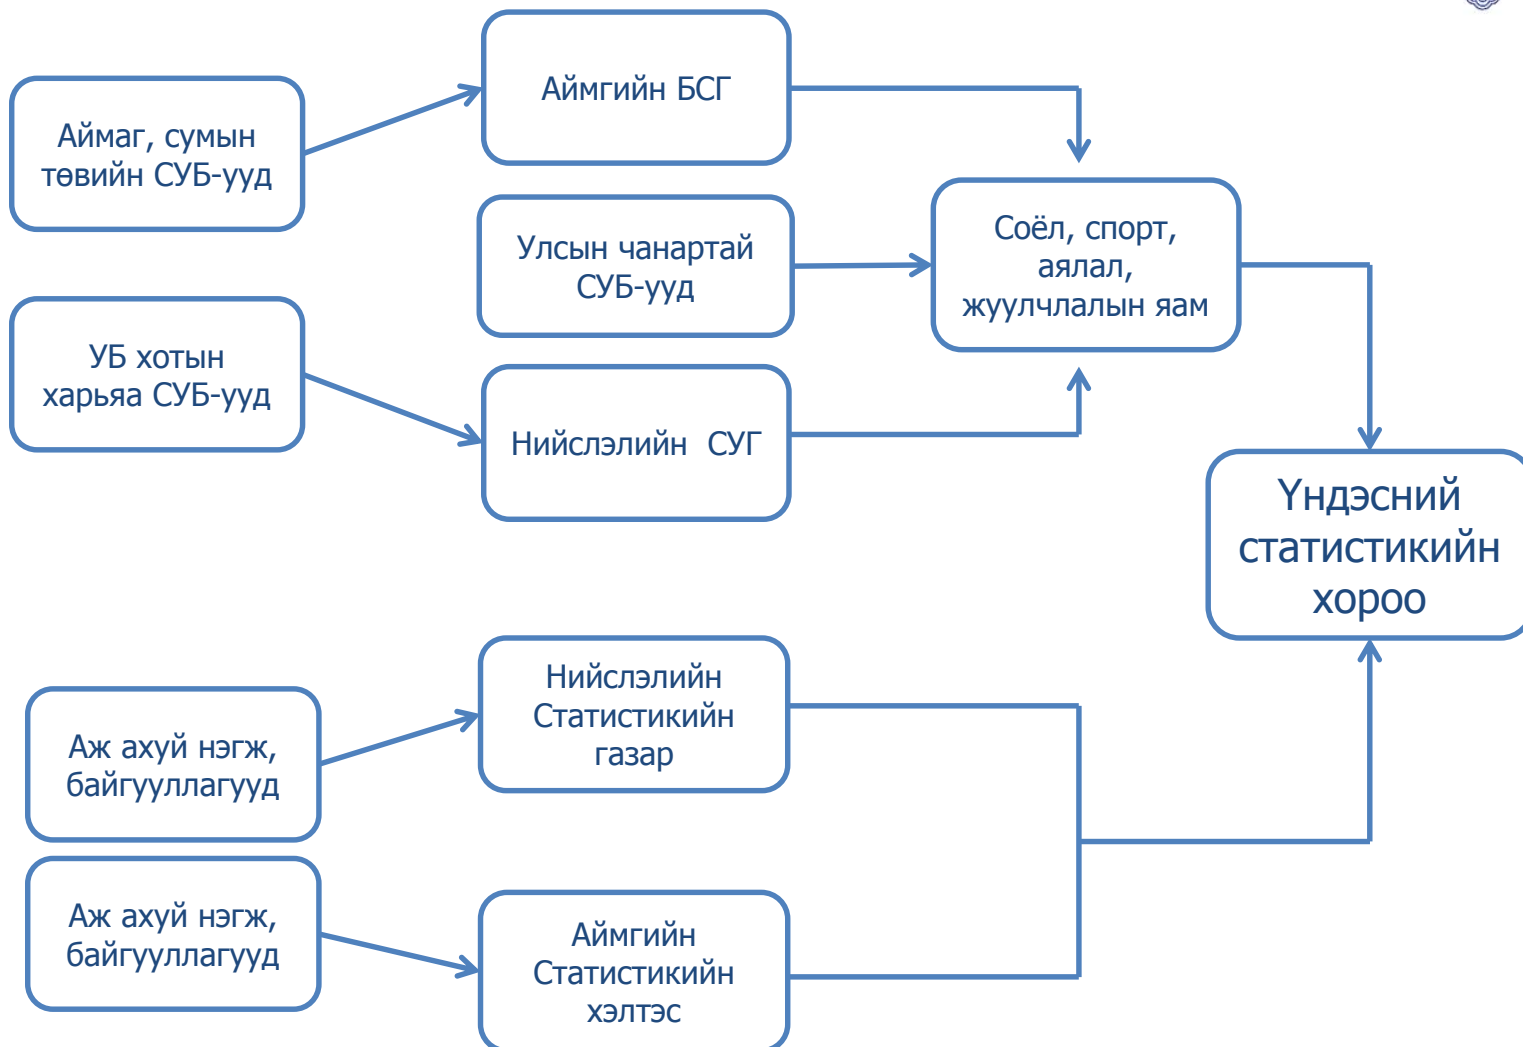 Аймгийн БСГ
Аймаг, сумын
төвийн СУБ-ууд
Улсын чанартай
СУБ-ууд
Соёл, спорт,
аялал,
жуулчлалын яам
УБ хотын
харьяа СУБ-ууд
Нийслэлийн СУГ
Үндэсний
статистикийн
хороо
Нийслэлийн
Статистикийн
газар
Аж ахуй нэгж,
байгууллагууд
Аж ахуй нэгж,
байгууллагууд
Аймгийн
Статистикийн
хэлтэс